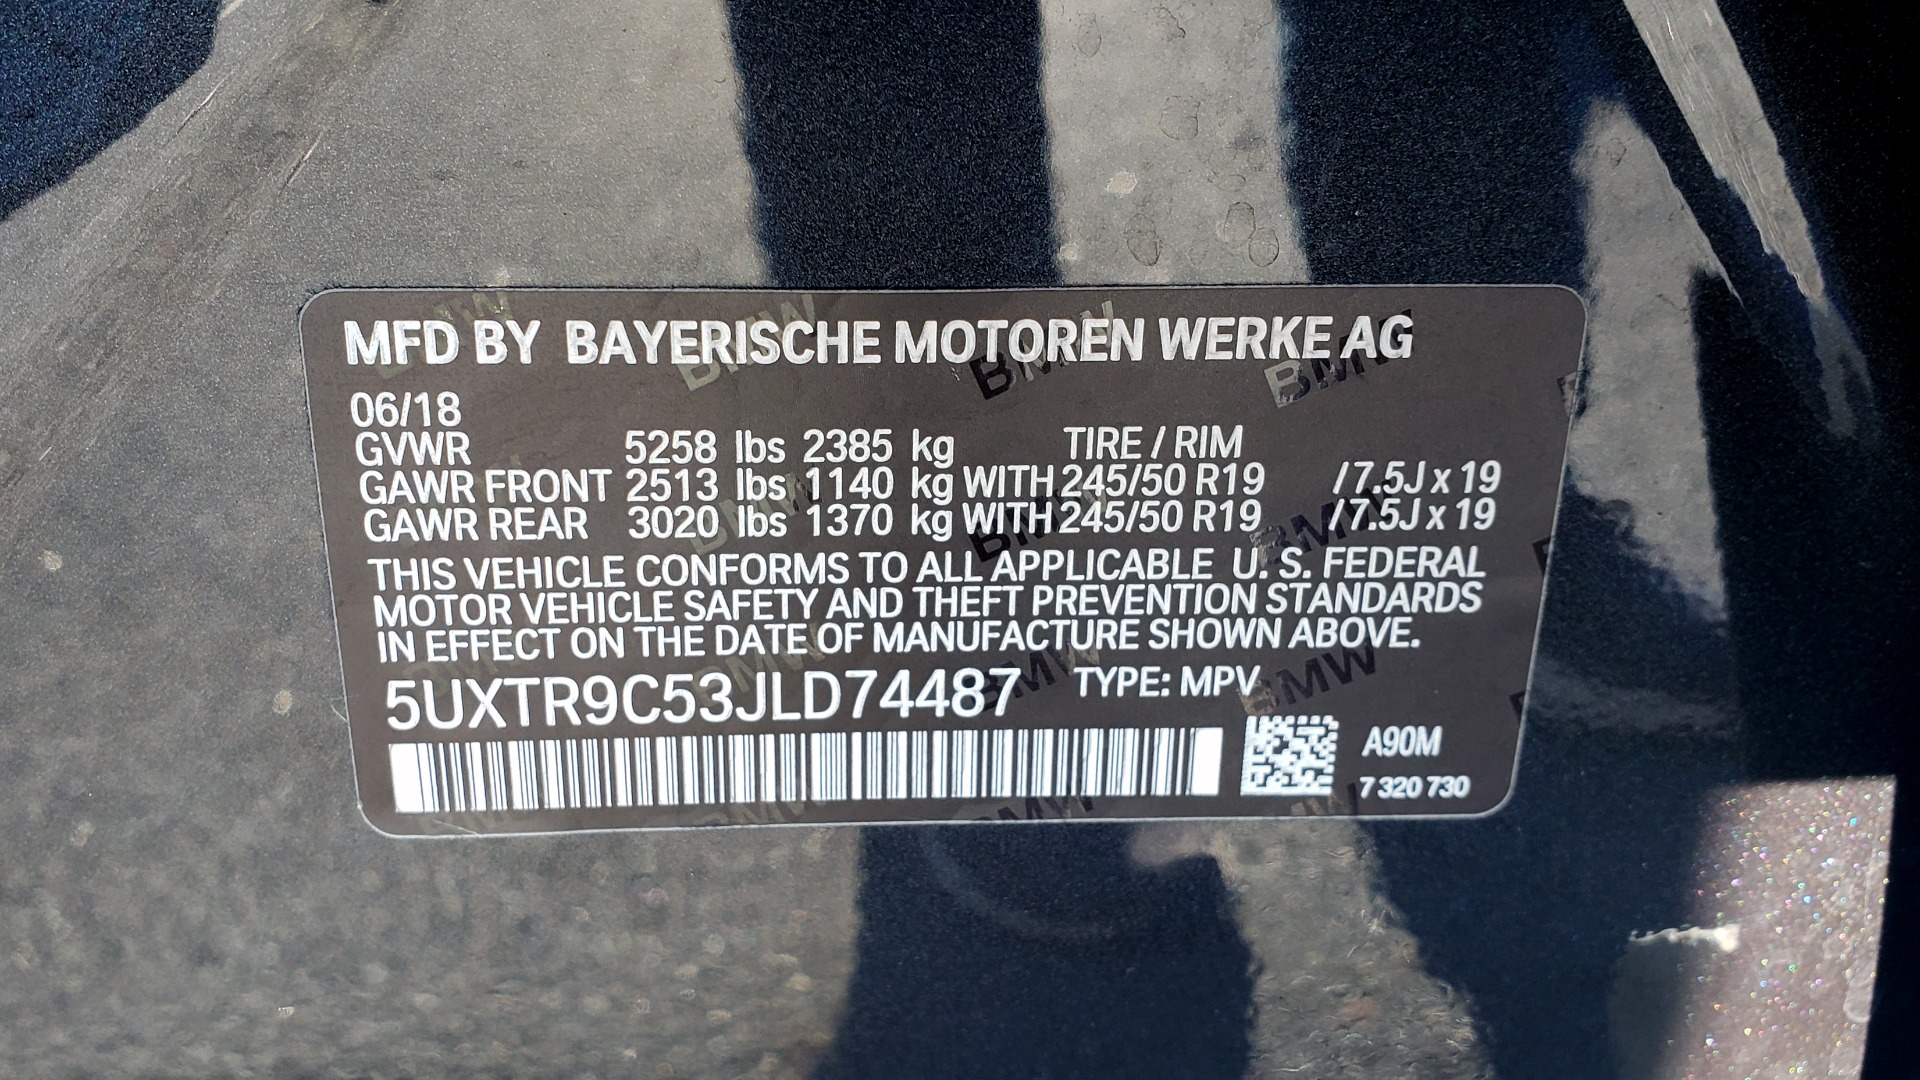 MFD BY BAYERISCHE MOTOREN WERKE AG
06/18
GVWR 5258 lbs 2385 kg TIRE / RIM
GAWR FRONT 2513 lbs 1140 kg WITH 245/50 R19 /7.5J x 19
GAWR REAR 3020 lbs 1370 kg WITH 245/50 R19 /7.5J x 19
THIS VEHICLE CONFORMS TO ALL APPLICABLE U. S. FEDERAL
MOTOR VEHICLE SAFETY AND THEFT PREVENTION STANDARDS
IN EFFECT ON THE DATE OF MANUFACTURE SHOWN ABOVE.
5UXTR9C53JLD74487 TYPE: MPV
A90M
7 320 730